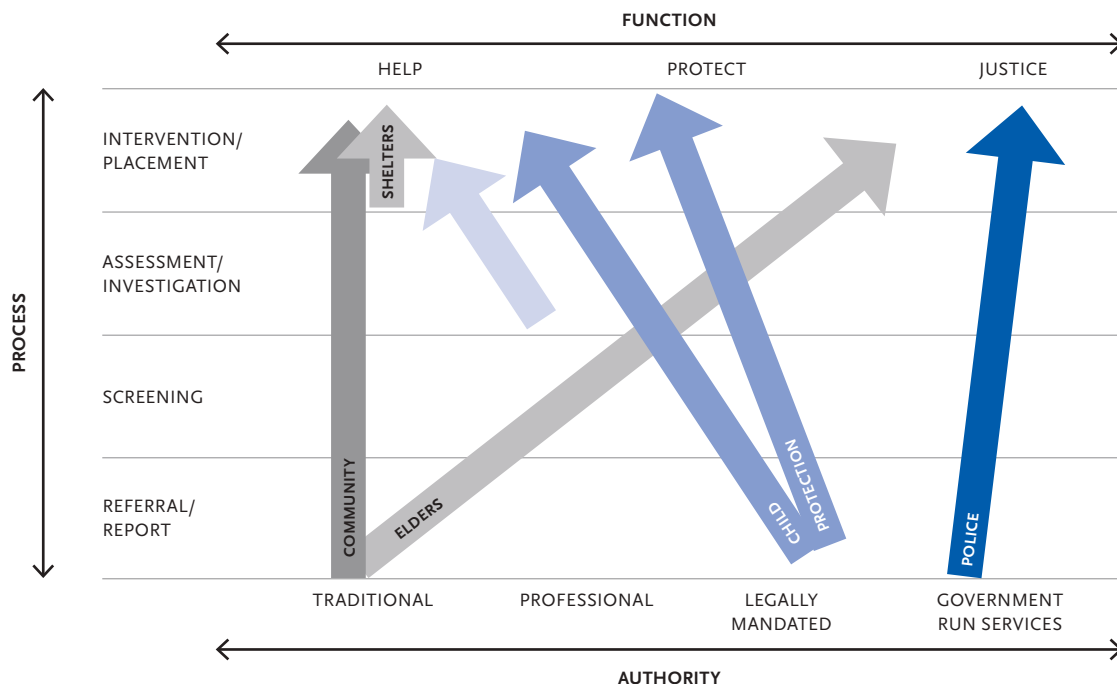 FUNCTION
HELP
PROTECT
JUSTICE
PROCESS
INTERVENTION/
PLACEMENT
SHELTERS
ASSESSMENT/
INVESTIGATION
SCREENING
REFERRAL/
REPORT
COMMUNITY
ELDERS
CHILD
PROTECTION
POLICE
TRADITIONAL
PROFESSIONAL
LEGALLY
MANDATED
GOVERNMENT
RUN SERVICES
AUTHORITY